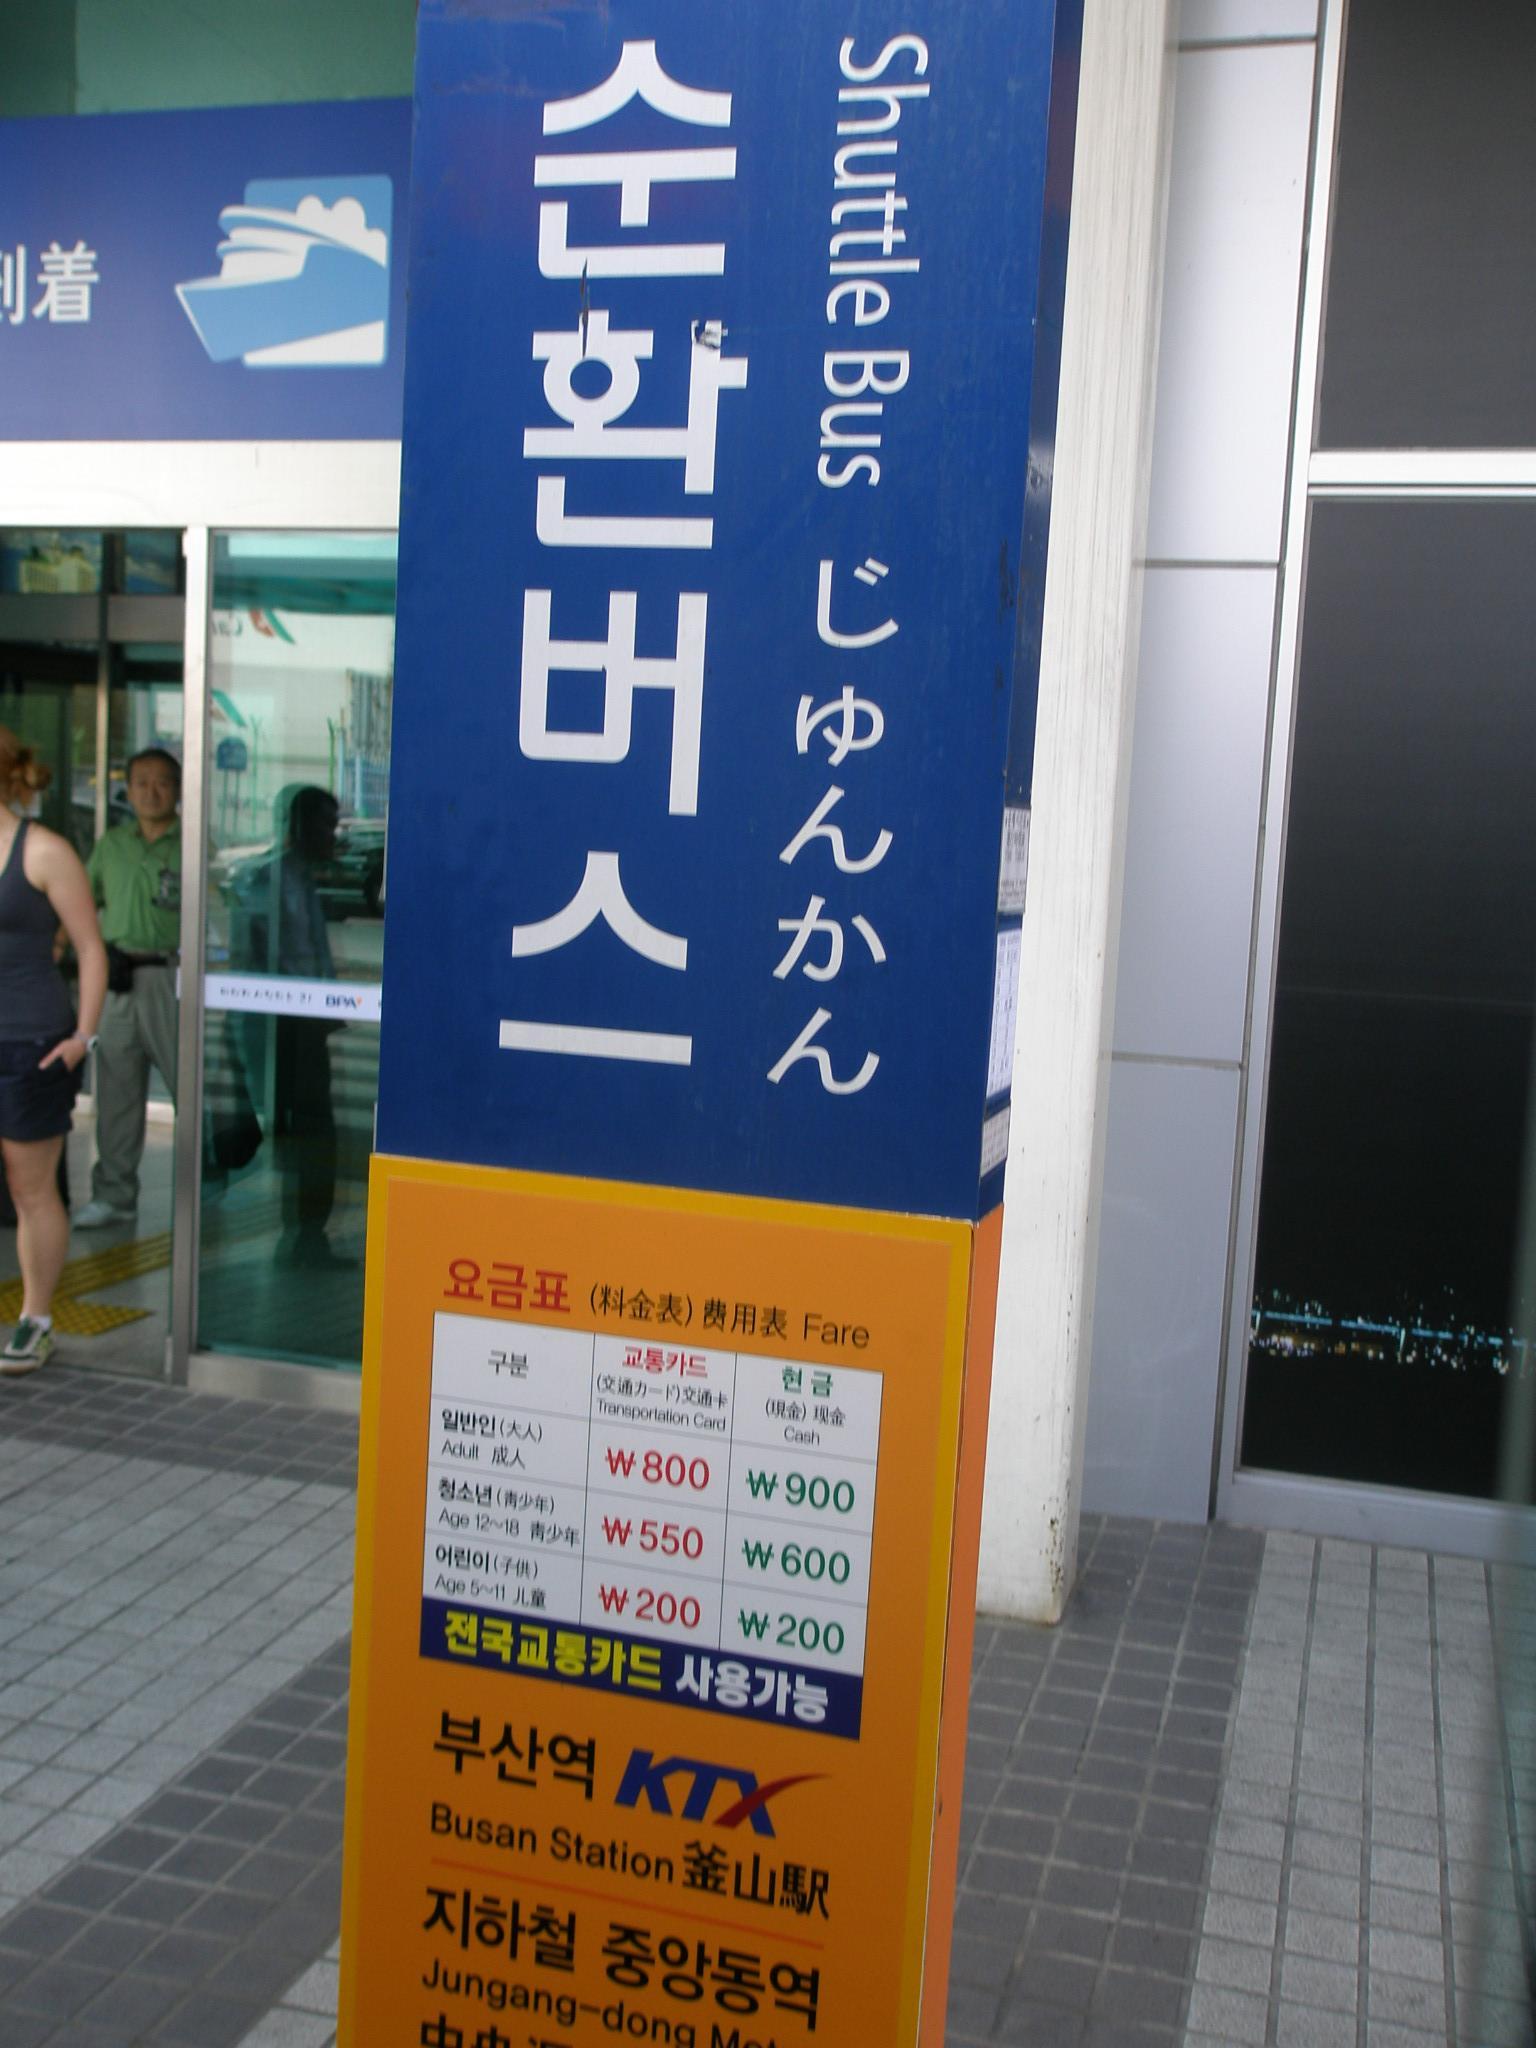 到着
순환버스
Shuttle Bus じゅんかん
BPA
요금표 (料金表) 费用表 Fare
구분 교통카드 현금
(交通カード)交通卡 (現金) 现金
Transportation Card Cash
일반인 (大人)
Adult 成人 ₩800 ₩900
청소년 (靑少年)
Age 12~18 靑少年 ₩550 ₩600
어린이 (子供)
Age 5~11 儿童 ₩200 ₩200
전국교통카드 사용가능
부산역 KTX
Busan Station 釜山駅
지하철 중앙동역
Jungang-dong
中央